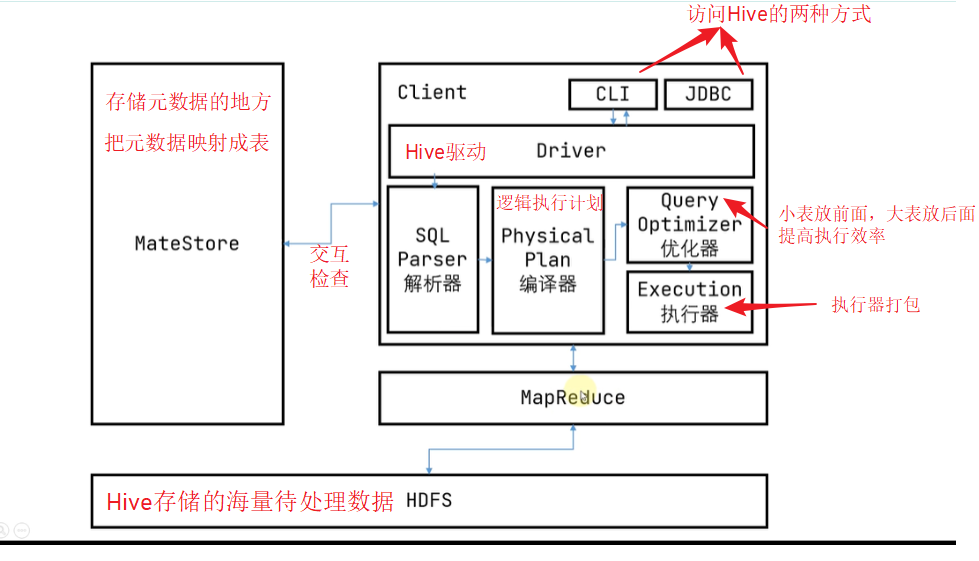 访问Hive的两种方式
存储元数据的地方
把元数据映射成表
MateStore
交互
检查
Client
CLI
JDBC
Hive驱动
Driver
SQL
Parser
解析器
逻辑执行计划
Physical
Plan
编译器
Query
Optimizer
优化器
小表放前面，大表放后面
提高执行效率
Execution
执行器
执行器打包
MapReduce
Hive存储的海量待处理数据 HDFS